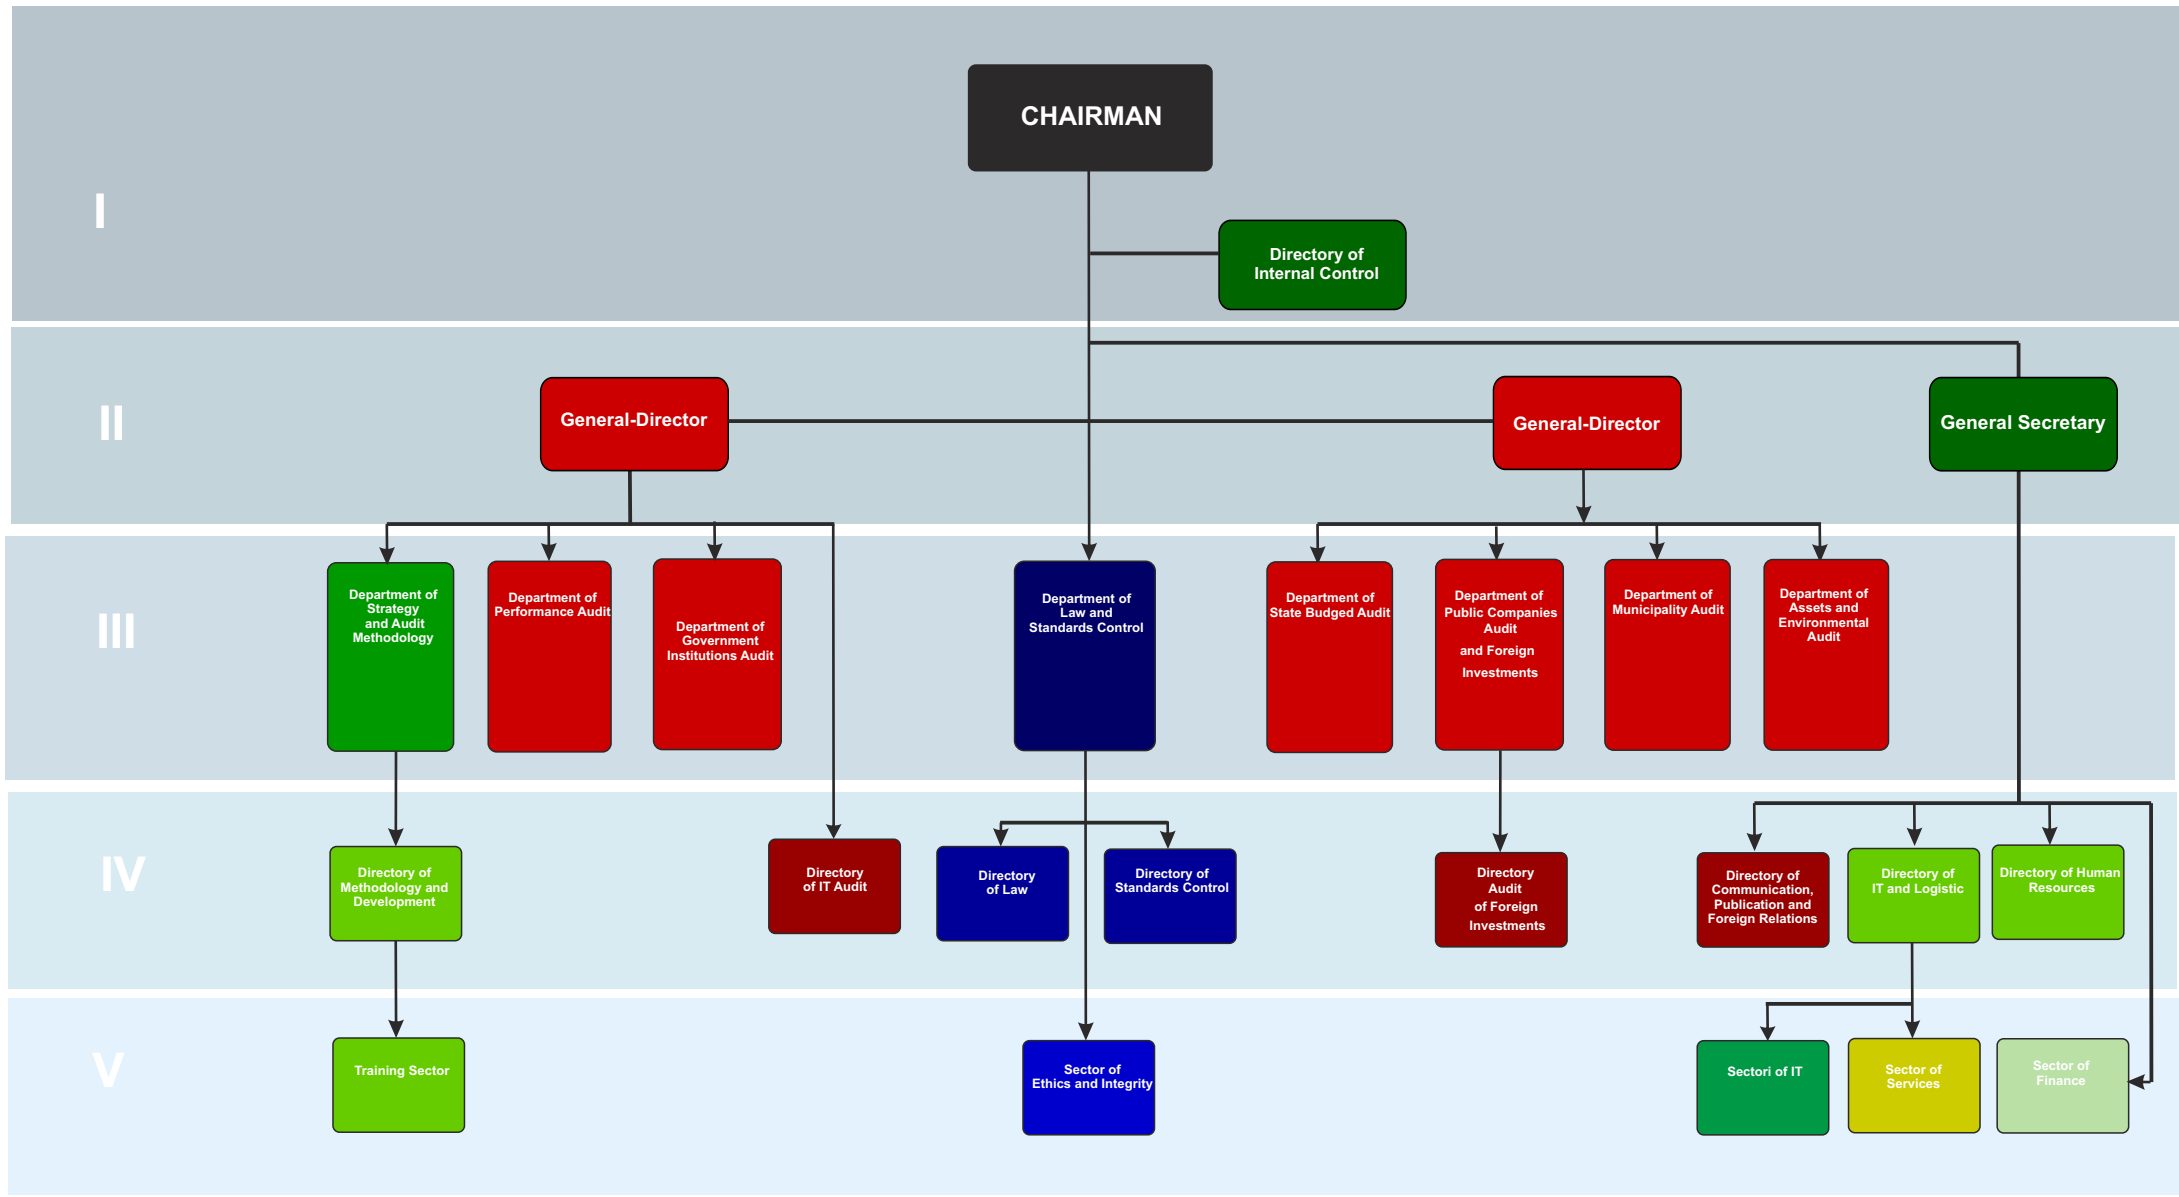 CHAIRMAN
I
Directory of
Internal Control
II
General-Director
General-Director
General Secretary
III
Department of
Strategy
and Audit
Methodology
Department of
Performance Audit
Department of
Government
Institutions Audit
Department of
Law and
Standards Control
Department of
State Budged Audit
Department of
Public Companies
Audit
and Foreign
Investments
Department of
Municipality Audit
Department of
Assets and
Environmental
Audit
IV
Directory of
Methodology and
Development
Directory
of IT Audit
Directory
of Law
Directory of
Standards Control
Directory
Audit
of Foreign
Investments
Directory of
Communication,
Publication and
Foreign Relations
Directory of
IT and Logistic
Directory of Human
Resources
V
Training Sector
Sector of
Ethics and Integrity
Sectori of IT
Sector of
Services
Sector of
Finance